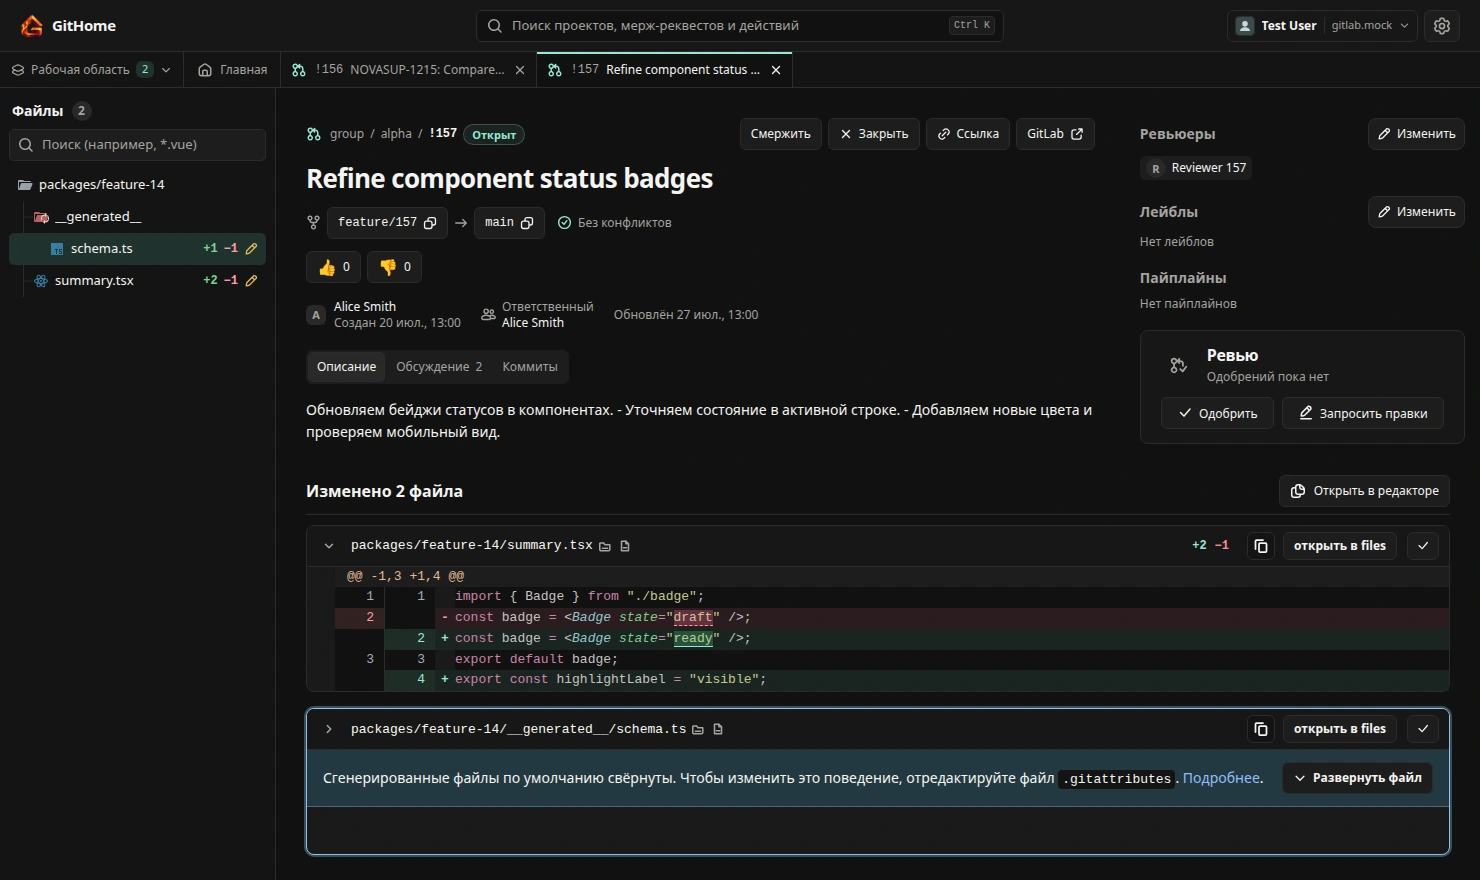 GitHome
Поиск проектов, мерж-реквестов и действий
Ctrl K
Test User
gitlab.mock
Рабочая область 2
Главная
!156 NOVASUP-1215: Compare...
!157 Refine component status ...
Файлы 2
Поиск (например, *.vue)
packages/feature-14
__generated__
schema.ts +1 −1
summary.tsx +2 −1
group / alpha / !157 Открыт
Смержить
Закрыть
Ссылка
GitLab
Refine component status badges
feature/157 → main Без конфликтов
👍 0 👎 0
A
Alice Smith
Создан 20 июл., 13:00
Ответственный
Alice Smith
Обновлён 27 июл., 13:00
Описание
Обсуждение 2
Коммиты
Обновляем бейджи статусов в компонентах. - Уточняем состояние в активной строке. - Добавляем новые цвета и
проверяем мобильный вид.
Ревьюеры
Изменить
R Reviewer 157
Лейблы
Изменить
Нет лейблов
Пайплайны
Нет пайплайнов
Ревью
Одобрений пока нет
Одобрить
Запросить правки
Изменено 2 файла
Открыть в редакторе
packages/feature-14/summary.tsx
+2 −1
открыть в files
@@ -1,3 +1,4 @@
1 1 import { Badge } from "./badge";
2 - const badge = <Badge state="draft" />;
2 + const badge = <Badge state="ready" />;
3 3 export default badge;
4 + export const highlightLabel = "visible";
packages/feature-14/__generated__/schema.ts
открыть в files
Сгенерированные файлы по умолчанию свёрнуты. Чтобы изменить это поведение, отредактируйте файл .gitattributes. Подробнее.
Развернуть файл